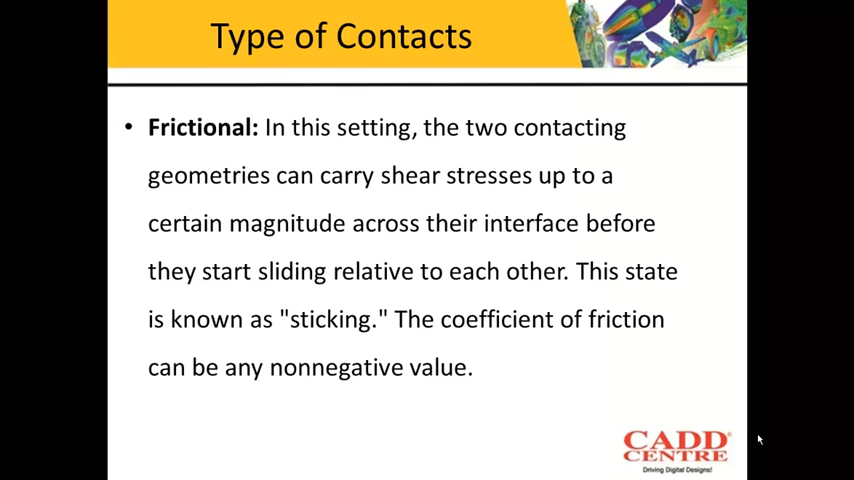 Type of Contacts
• Frictional: In this setting, the two contacting
geometries can carry shear stresses up to a
certain magnitude across their interface before
they start sliding relative to each other. This state
is known as "sticking." The coefficient of friction
can be any nonnegative value.
CADD®
CENTRE
Driving Digital Designs!